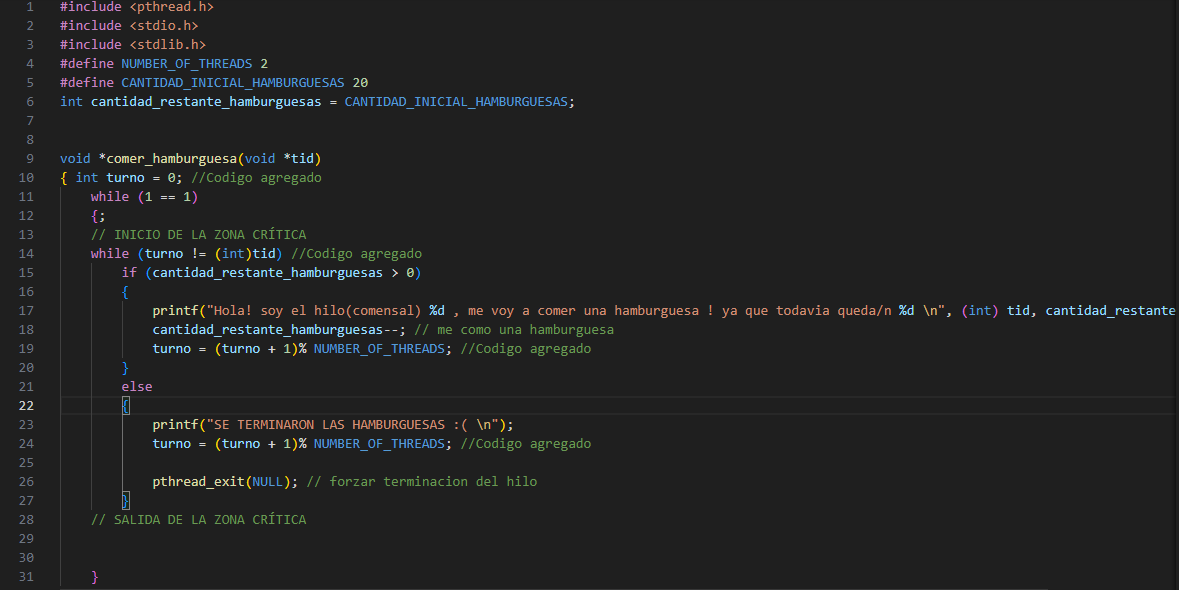 1 #include <pthread.h>
2 #include <stdio.h>
3 #include <stdlib.h>
4 #define NUMBER_OF_THREADS 2
5 #define CANTIDAD_INICIAL_HAMBURGUESAS 20
6 int cantidad_restante_hamburguesas = CANTIDAD_INICIAL_HAMBURGUESAS;
7
8
9 void *comer_hamburguesa(void *tid)
10 { int turno = 0; //Codigo agregado
11 while (1 == 1)
12 {;
13 // INICIO DE LA ZONA CRÍTICA
14 while (turno != (int)tid) //Codigo agregado
15 if (cantidad_restante_hamburguesas > 0)
16 {
17 printf("Hola! soy el hilo(comensal) %d , me voy a comer una hamburguesa ! ya que todavia queda/n %d \n", (int) tid, cantidad_restante
18 cantidad_restante_hamburguesas--; // me como una hamburguesa
19 turno = (turno + 1)% NUMBER_OF_THREADS; //Codigo agregado
20 }
21 else
22 {
23 printf("SE TERMINARON LAS HAMBURGUESAS :( \n");
24 turno = (turno + 1)% NUMBER_OF_THREADS; //Codigo agregado
25
26 pthread_exit(NULL); // forzar terminacion del hilo
27 }
28 // SALIDA DE LA ZONA CRÍTICA
29
30
31 }